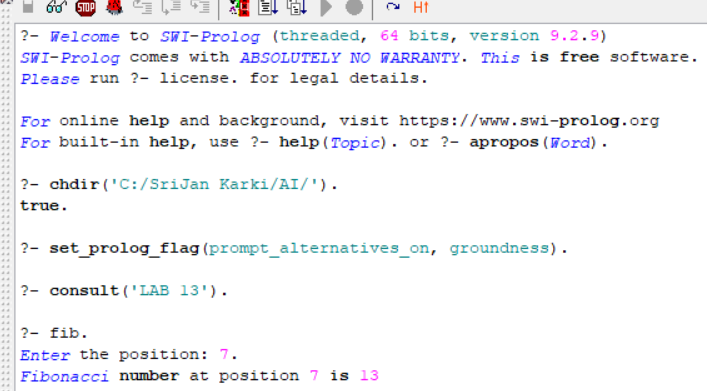 STOP H↑
?- Welcome to SWI-Prolog (threaded, 64 bits, version 9.2.9)
SWI-Prolog comes with ABSOLUTELY NO WARRANTY. This is free software.
Please run ?- license. for legal details.
For online help and background, visit https://www.swi-prolog.org
For built-in help, use ?- help(Topic). or ?- apropos(Word).
?- chdir('C:/SriJan Karki/AI/').
true.
?- set_prolog_flag(prompt_alternatives_on, groundness).
?- consult('LAB 13').
?- fib.
Enter the position: 7.
Fibonacci number at position 7 is 13